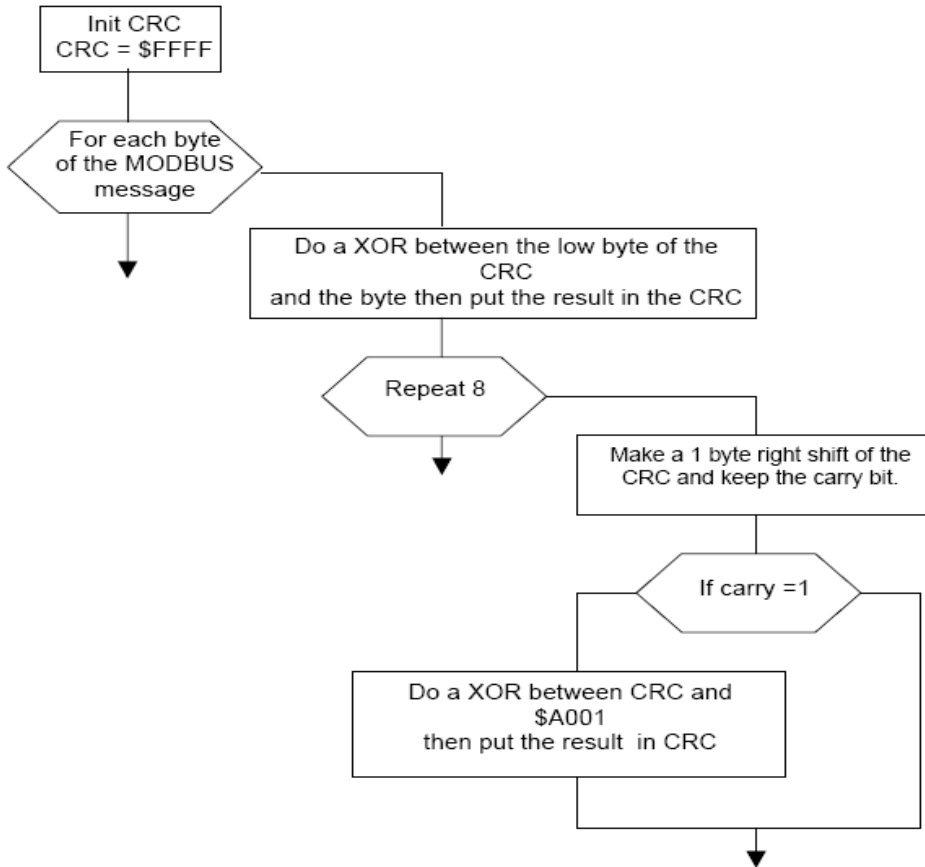 Init CRC
CRC = $FFFF
For each byte
of the MODBUS
message
Do a XOR between the low byte of the
CRC
and the byte then put the result in the CRC
Repeat 8
Make a 1 byte right shift of the
CRC and keep the carry bit.
If carry =1
Do a XOR between CRC and
$A001
then put the result in CRC